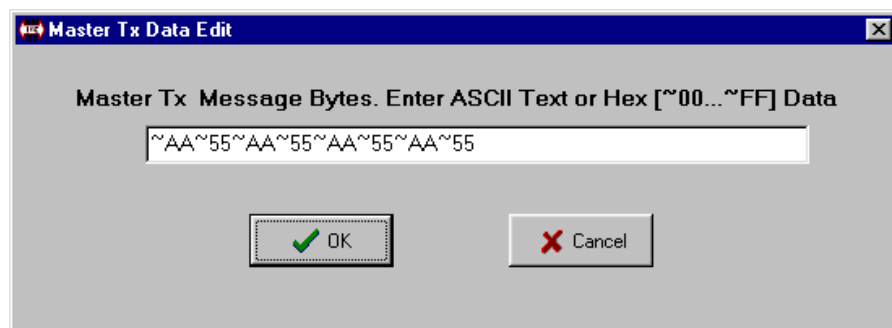 Master Tx Data Edit
Master Tx  Message Bytes. Enter ASCII Text or Hex [~00...~FF] Data
~AA~55~AA~55~AA~55~AA~55
OK
Cancel